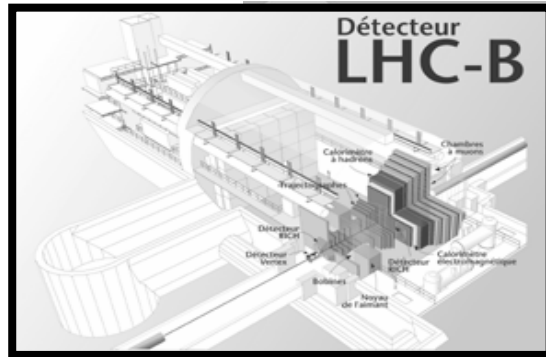 Détecteur
LHC-B
Calorimètre
à hadrons
Chambres
à muons
Trajectographes
Détecteur
RICH
Détecteur
Vertex
Bobines
Noyau
de l'aimant
Détecteur
RICH
Calorimètre
électromagnétique